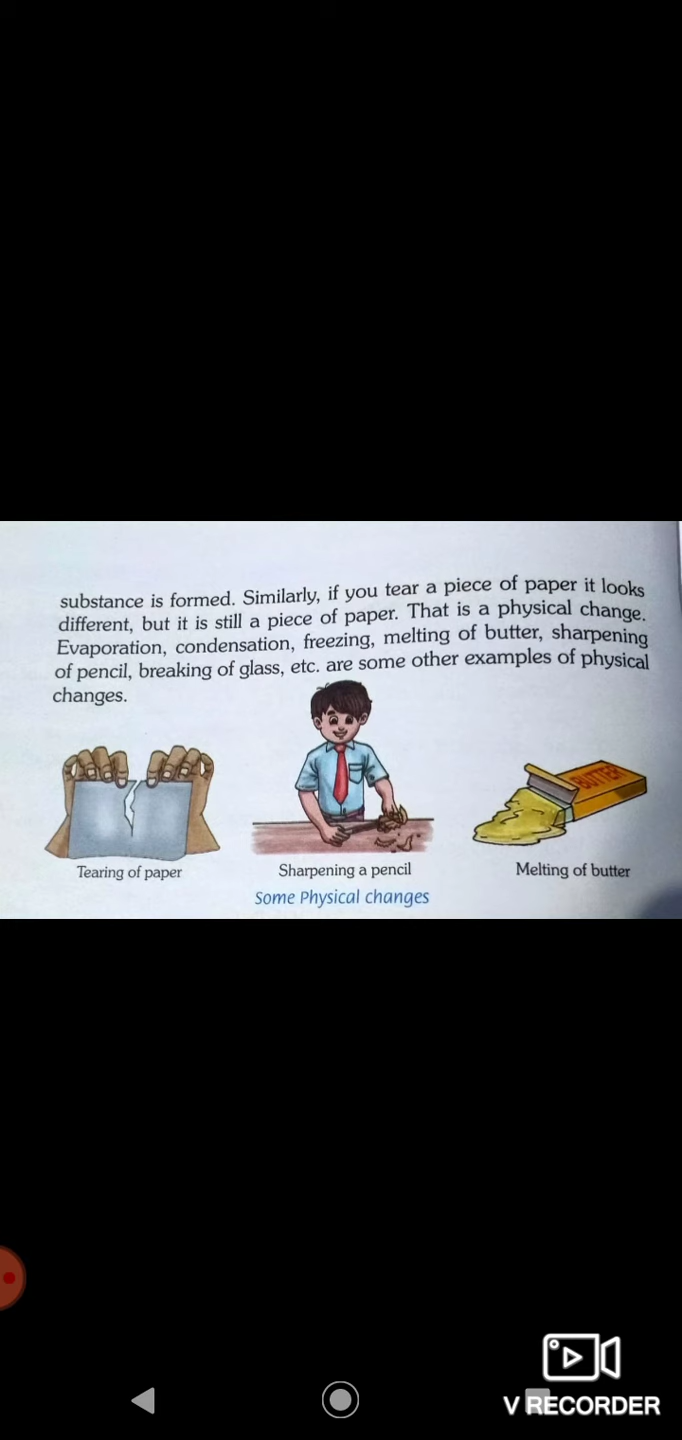 substance is formed. Similarly, if you tear a piece of paper it looks
different, but it is still a piece of paper. That is a physical change.
Evaporation, condensation, freezing, melting of butter, sharpening
of pencil, breaking of glass, etc. are some other examples of physical
changes.
BUTTER
Tearing of paper
Sharpening a pencil
Melting of butter
Some Physical changes
V RECORDER